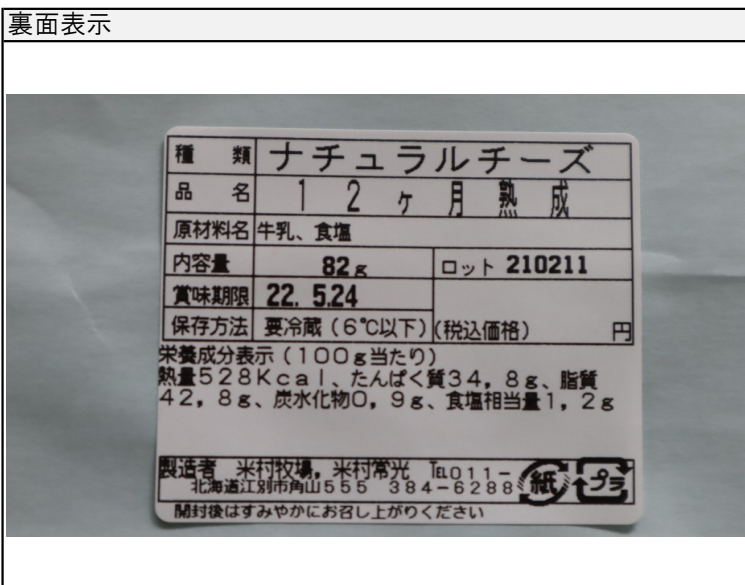 裏面表示
種 類 ナチュラルチーズ
品 名 12ヶ月熟成
原材料名 牛乳、食塩
内容量 82g ロット 210211
賞味期限 22. 5.24
保存方法 要冷蔵(6℃以下) (税込価格) 円
栄養成分表示(100g当たり)
熱量528Kcal、たんぱく質34,8g、脂質
42,8g、炭水化物0,9g、食塩相当量1,2g
製造者 米村牧場,米村常光 TEL011-
北海道江別市角山555 384-6288 紙 プラ
開封後はすみやかにお召し上がりください